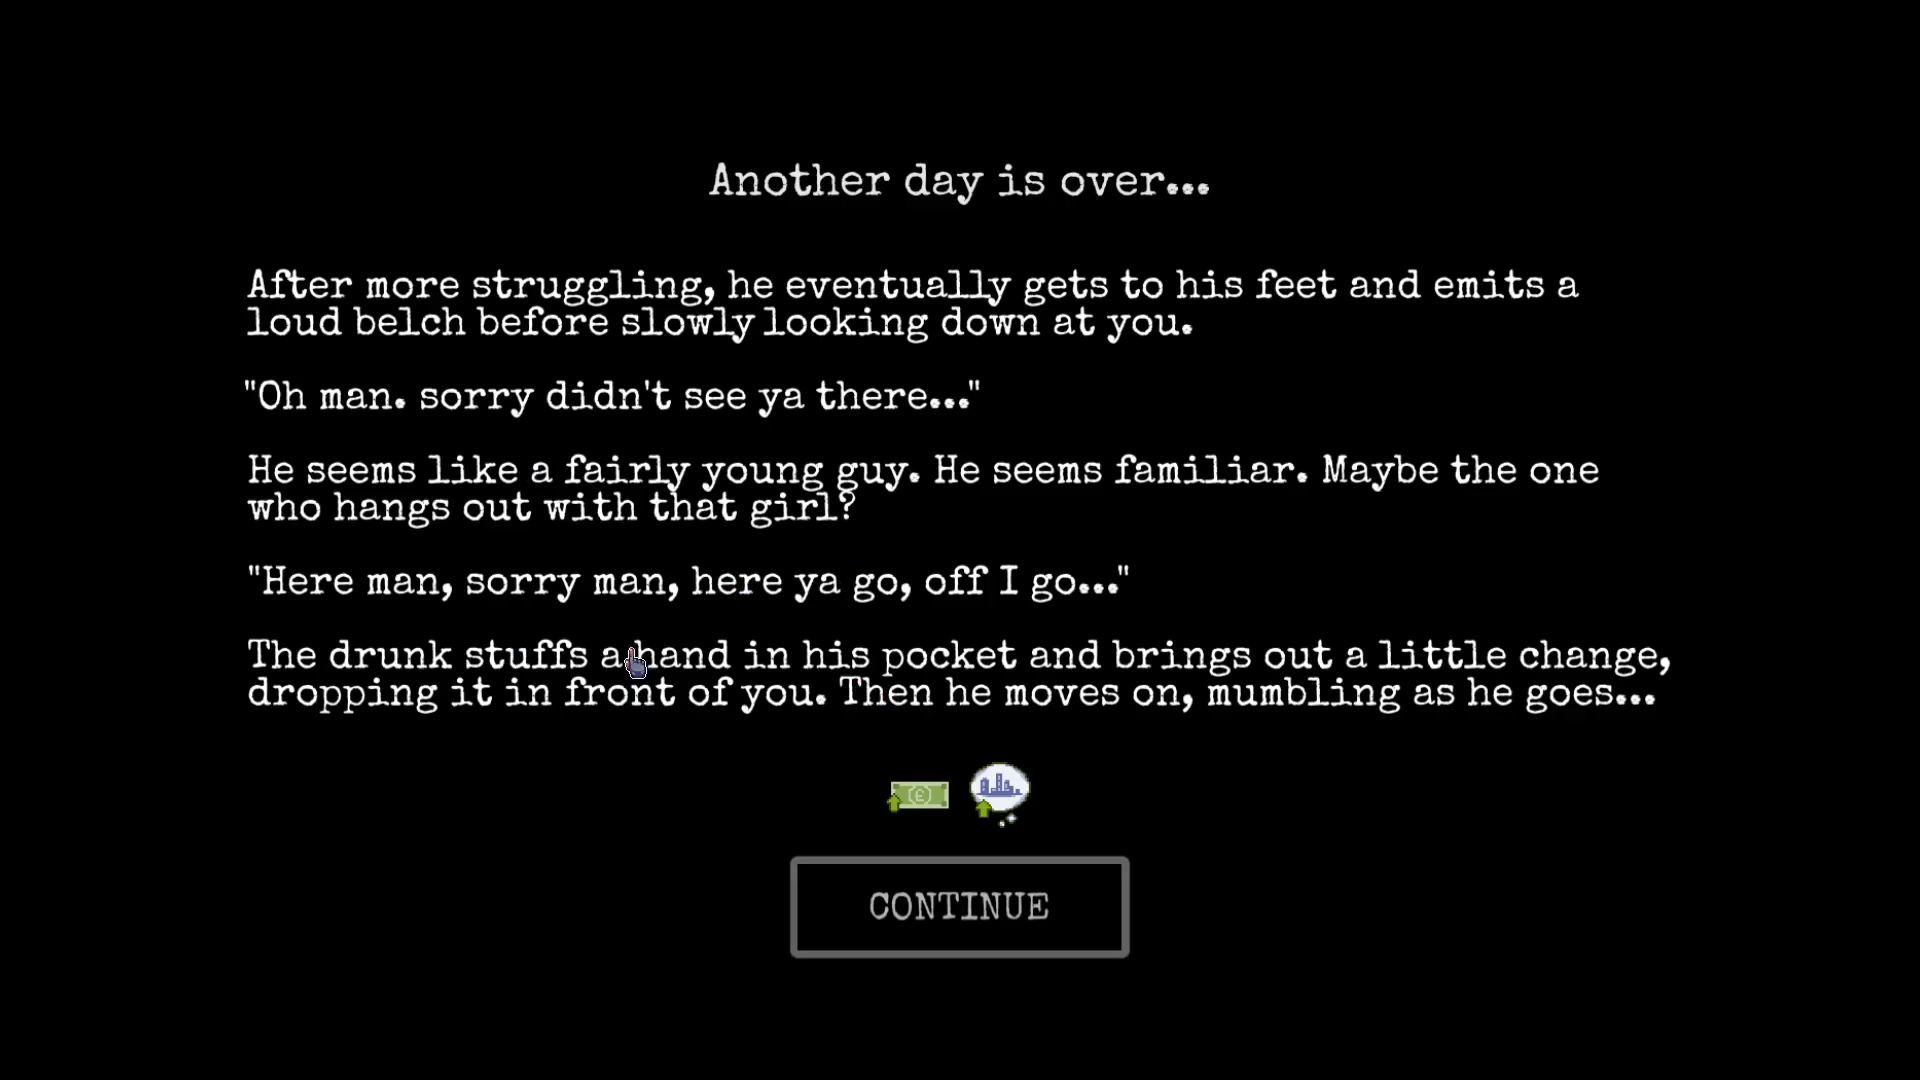 Another day is over...
After more struggling, he eventually gets to his feet and emits a
loud belch before slowly looking down at you.
"Oh man. sorry didn't see ya there..."
He seems like a fairly young guy. He seems familiar. Maybe the one
who hangs out with that girl?
"Here man, sorry man, here ya go, off I go..."
The drunk stuffs a hand in his pocket and brings out a little change,
dropping it in front of you. Then he moves on, mumbling as he goes...
£
CONTINUE